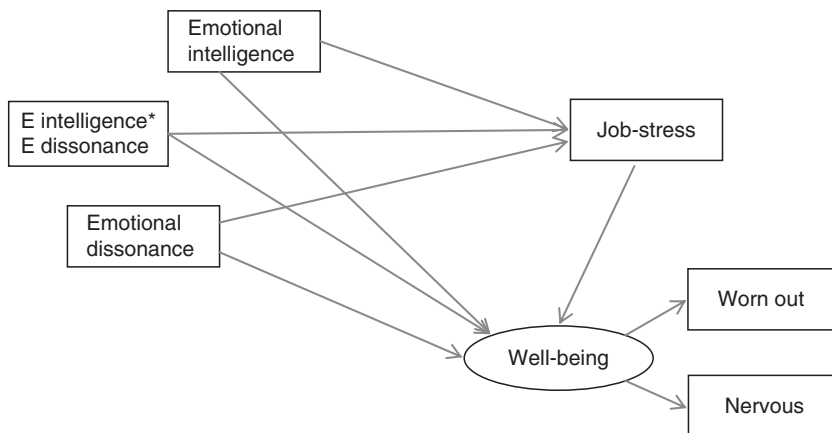 Emotional
intelligence
E intelligence*
E dissonance
Job-stress
Emotional
dissonance
Worn out
Well-being
Nervous